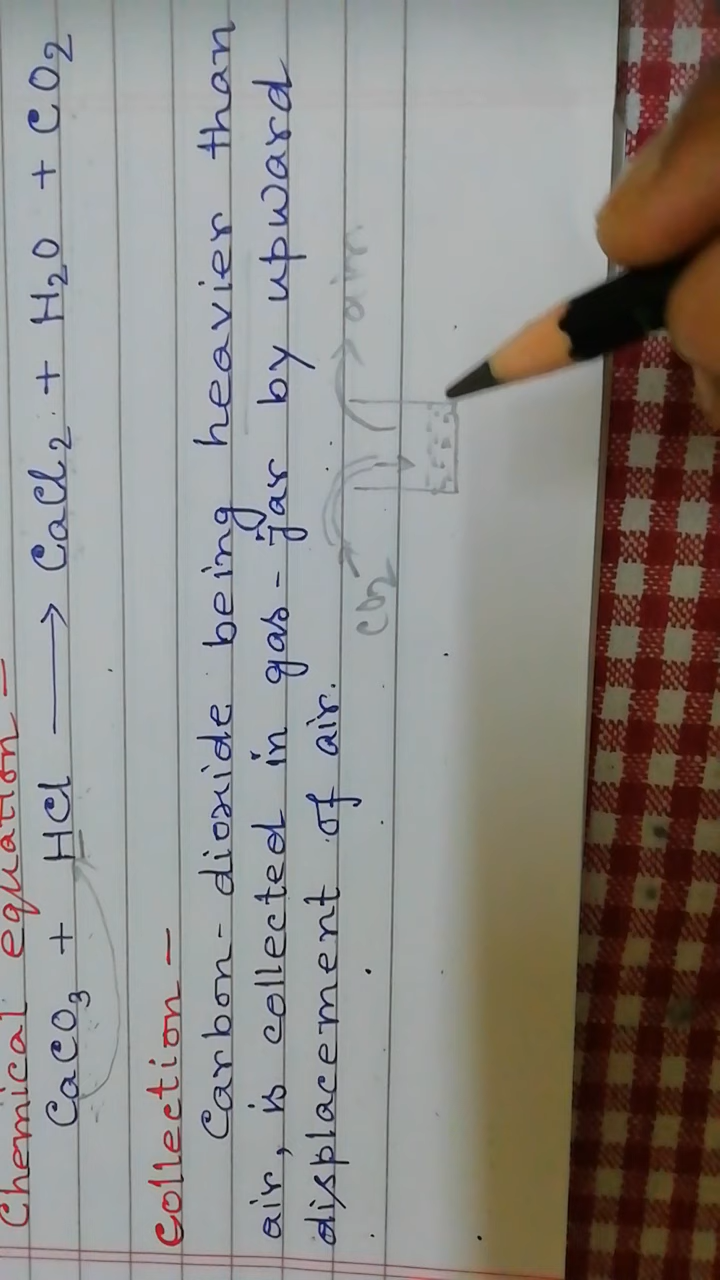 Chemical equation –
CaCO3 + HCl ⟶ CaCl2 + H2O + CO2
Collection –
Carbon-dioxide being heavier than
air, is collected in gas-jar by upward
displacement of air.
CO2
air